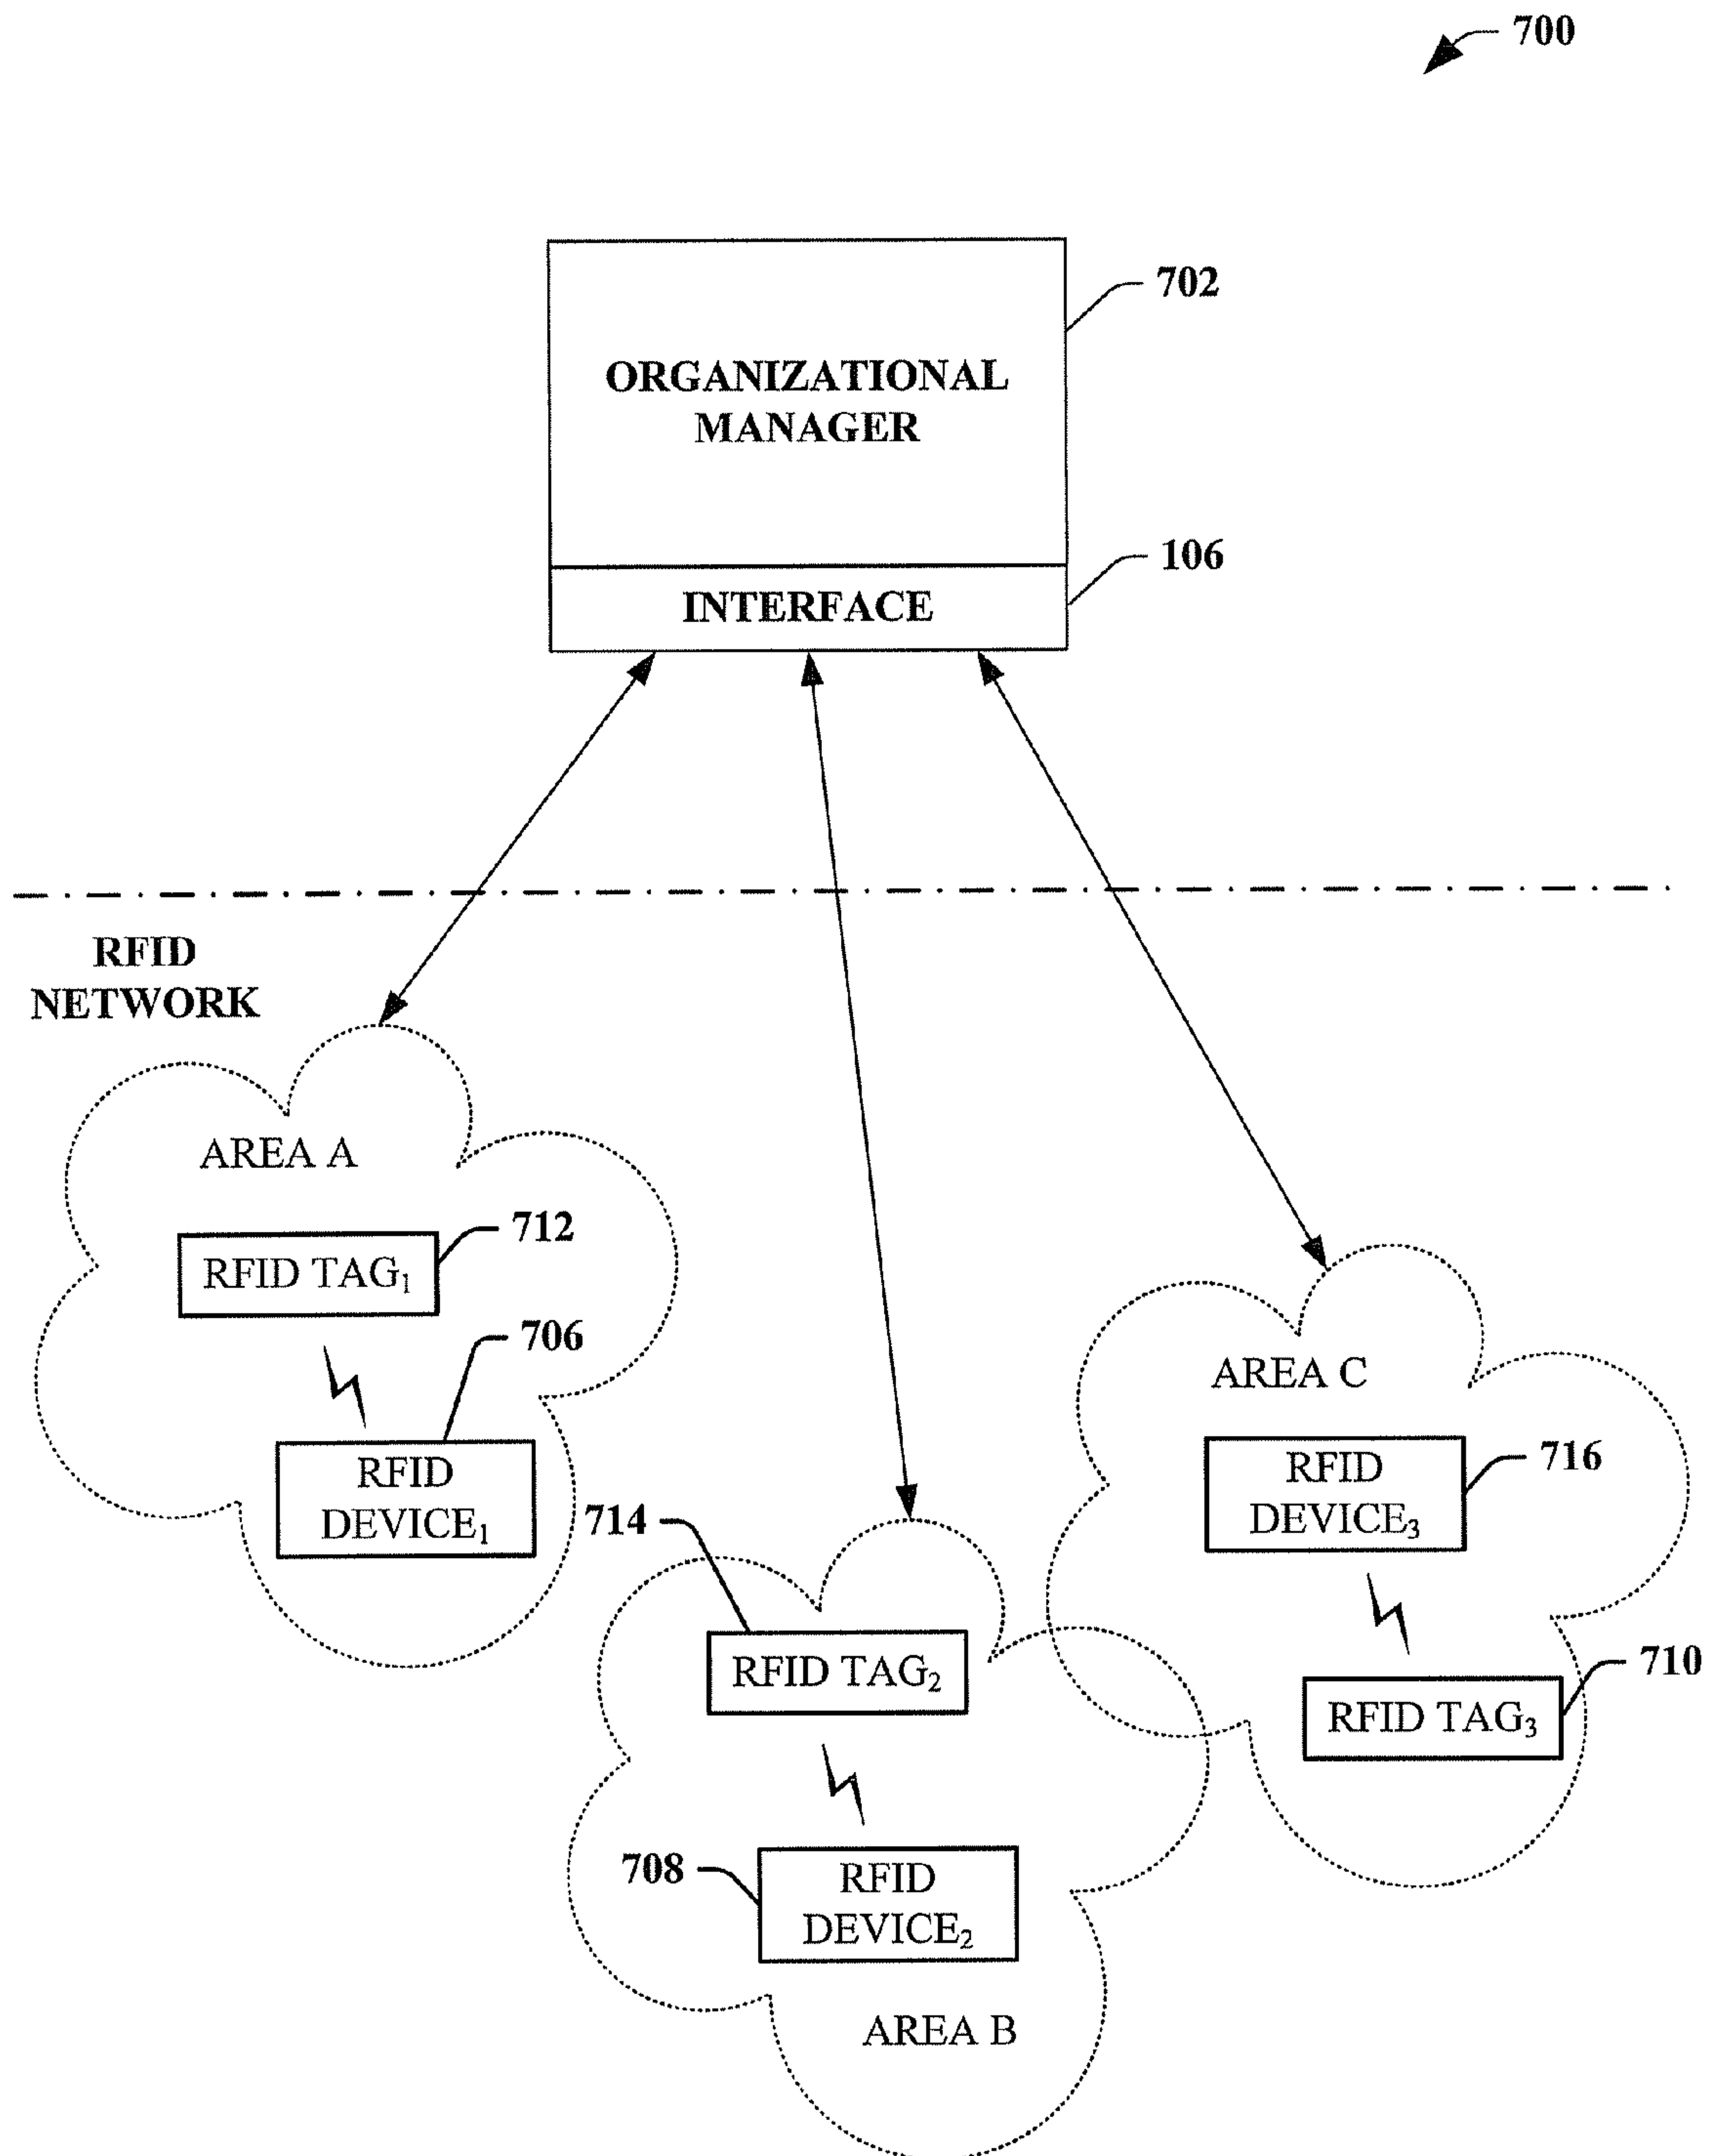 700
702
ORGANIZATIONAL
MANAGER
106
INTERFACE
RFID
NETWORK
AREA A
712
RFID TAG₁
706
RFID
DEVICE₁
AREA C
RFID
DEVICE₃
716
714
RFID TAG₂
710
RFID TAG₃
708
RFID
DEVICE₂
AREA B